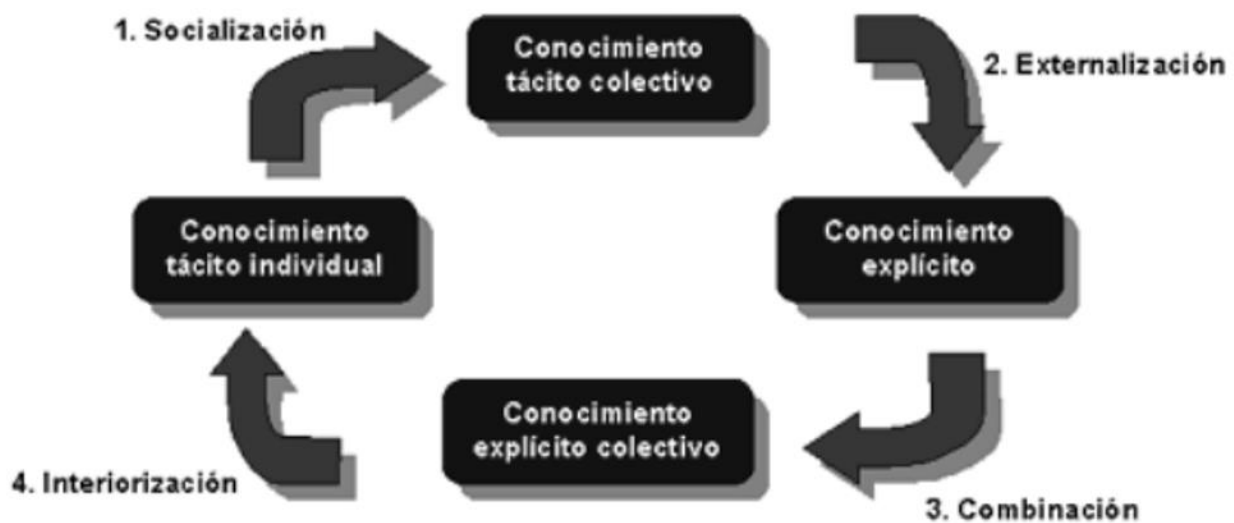 1. Socialización
Conocimiento
tácito colectivo
2. Externalización
Conocimiento
explícito
3. Combinación
Conocimiento
explícito colectivo
4. Interiorización
Conocimiento
tácito individual